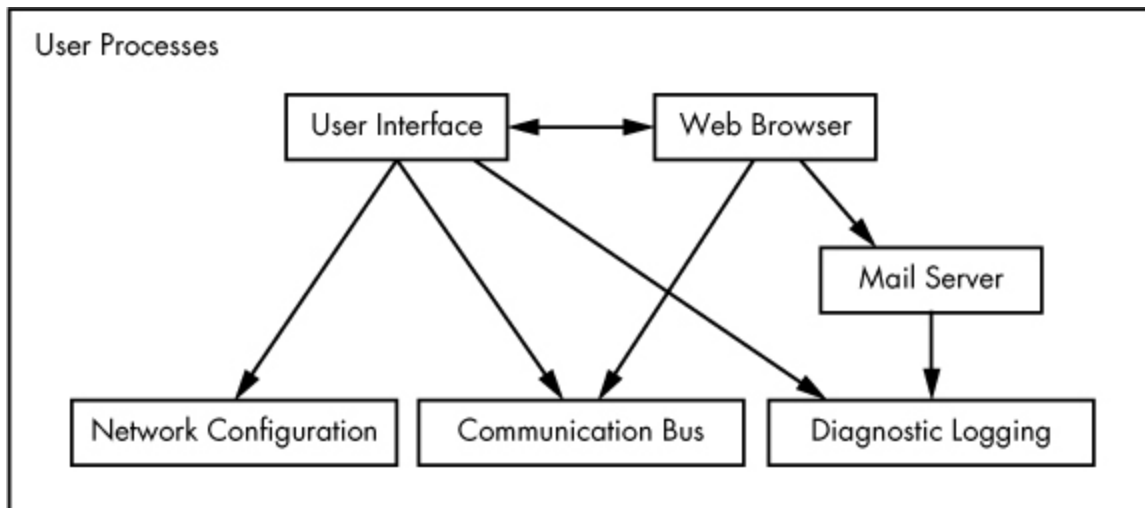 User Processes
User Interface
Web Browser
Mail Server
Network Configuration
Communication Bus
Diagnostic Logging